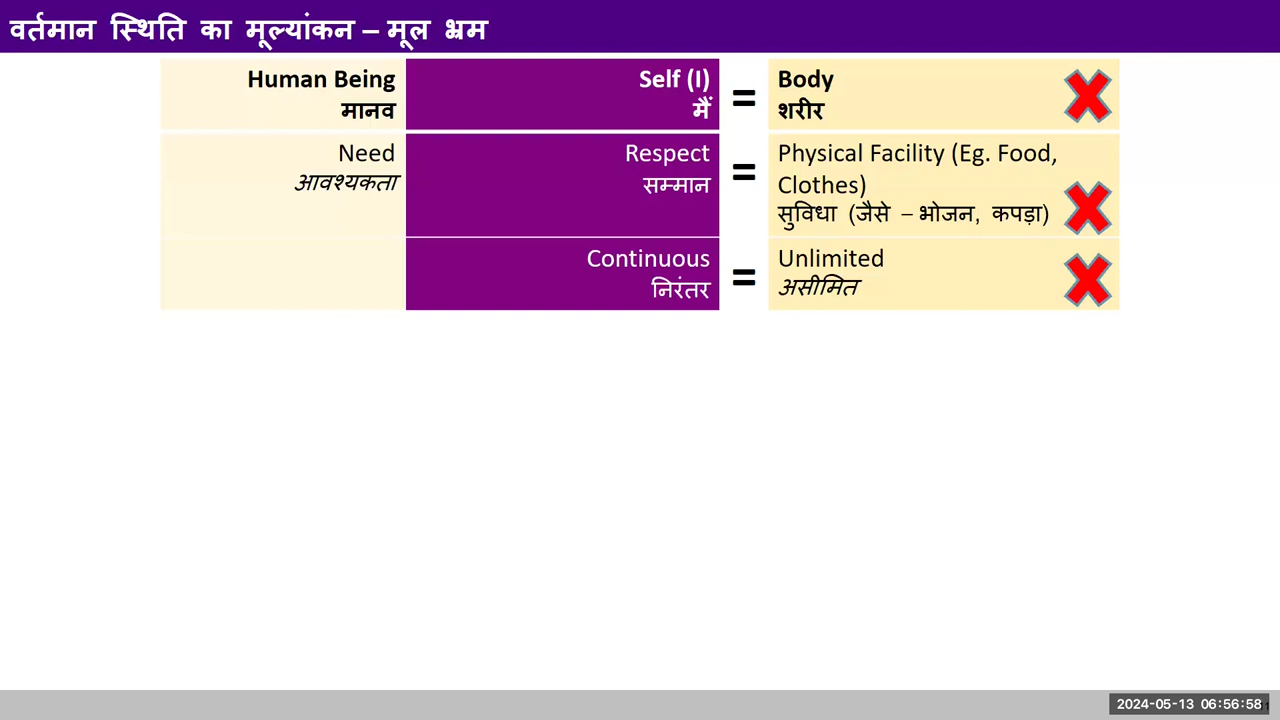 वर्तमान स्थिति का मूल्यांकन – मूल भ्रम
Human Being
मानव
Self (I)
मैं
=
Body
शरीर
Need
आवश्यकता
Respect
सम्मान
=
Physical Facility (Eg. Food,
Clothes)
सुविधा (जैसे – भोजन, कपड़ा)
Continuous
निरंतर
=
Unlimited
असीमित
2024-05-13 06:56:58